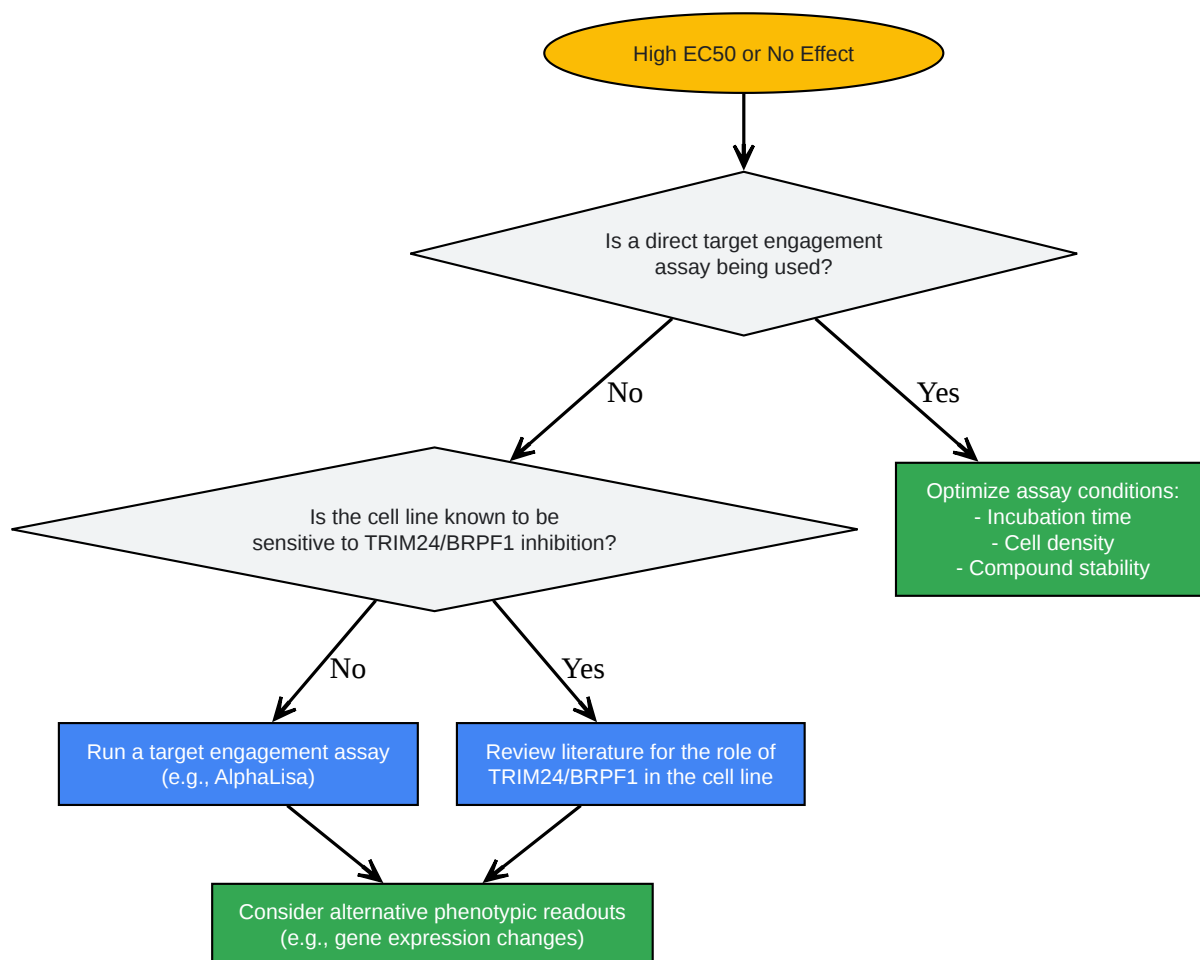 High EC50 or No Effect
Is a direct target engagement
assay being used?
No
Yes
Optimize assay conditions:
- Incubation time
- Cell density
- Compound stability
Is the cell line known to be
sensitive to TRIM24/BRPF1 inhibition?
No
Yes
Run a target engagement assay
(e.g., AlphaLisa)
Review literature for the role of
TRIM24/BRPF1 in the cell line
Consider alternative phenotypic readouts
(e.g., gene expression changes)